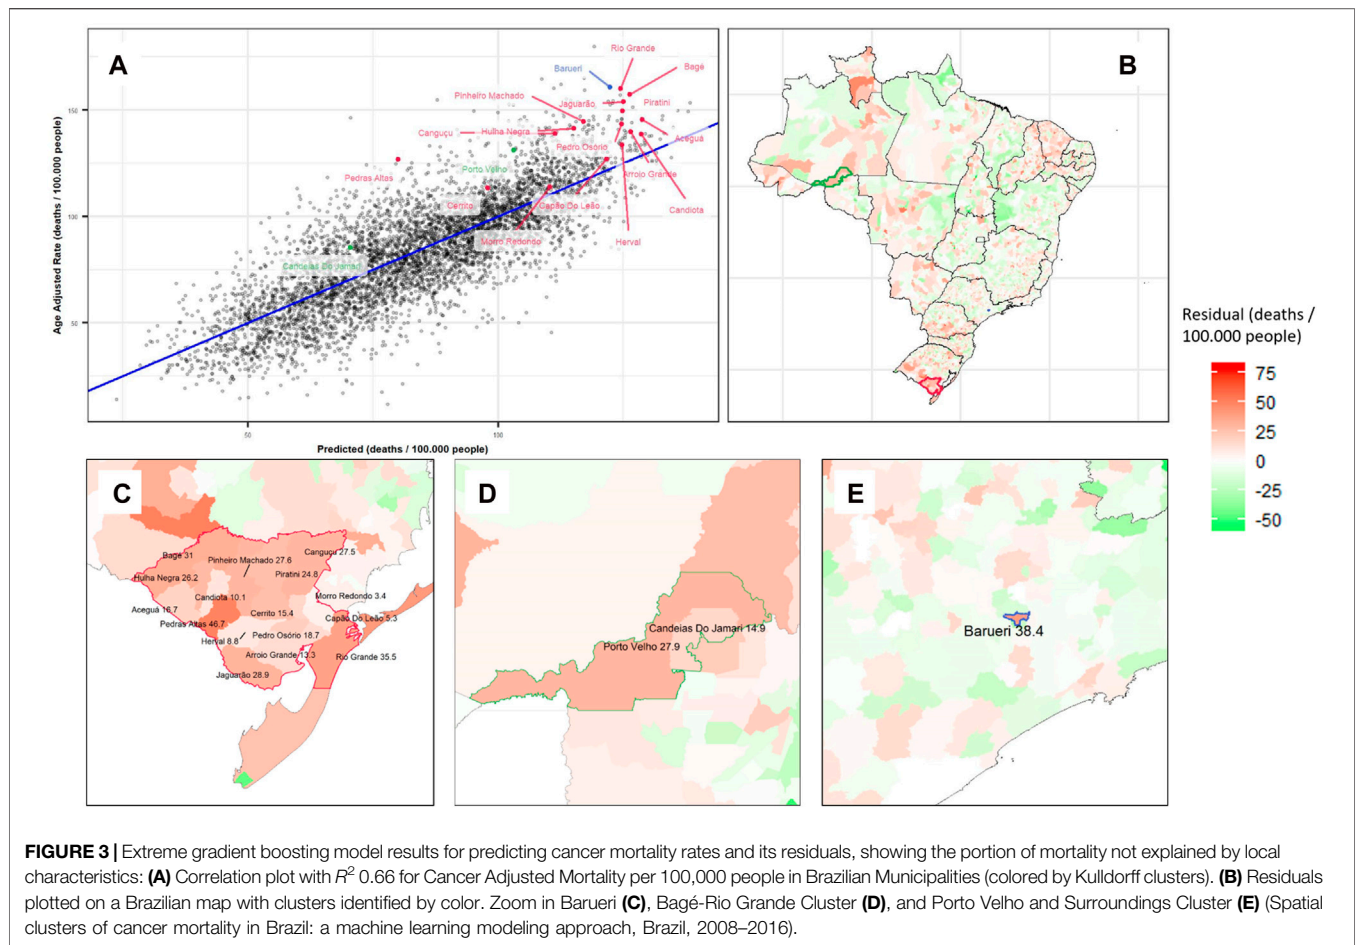 A
Rio Grande
Barueri
Bagé
Pinheiro Machado
Jaguarão
Piratini
Canguçu
Hulha Negra
Aceguá
Pedro Osório
Porto Velho
Pedras Altas
Arroio Grande
Cerrito
Capão Do Leão
Candiota
Morro Redondo
Herval
Candeias Do Jamari
Age Adjusted Rate (deaths / 100.000 people)
150
100
50
50
100
Predicted (deaths / 100.000 people)
B
Residual (deaths /
100.000 people)
75
50
25
0
-25
-50
C
Bagé 31
Pinheiro Machado 27.6
Canguçu 27.5
Hulha Negra 26.2
Piratini 24.8
Candiota 10.1
Morro Redondo 3.4
Aceguá 16.7
Cerrito 15.4
Capão Do Leão 5.3
Pedras Altas 46.7
Pedro Osório 18.7
Herval 8.8
Arroio Grande 13.3
Rio Grande 35.5
Jaguarão 28.9
D
Candeias Do Jamari 14.9
Porto Velho 27.9
E
Barueri 38.4
FIGURE 3 | Extreme gradient boosting model results for predicting cancer mortality rates and its residuals, showing the portion of mortality not explained by local
characteristics: (A) Correlation plot with R² 0.66 for Cancer Adjusted Mortality per 100,000 people in Brazilian Municipalities (colored by Kulldorff clusters). (B) Residuals
plotted on a Brazilian map with clusters identified by color. Zoom in Barueri (C), Bagé-Rio Grande Cluster (D), and Porto Velho and Surroundings Cluster (E) (Spatial
clusters of cancer mortality in Brazil: a machine learning modeling approach, Brazil, 2008–2016).